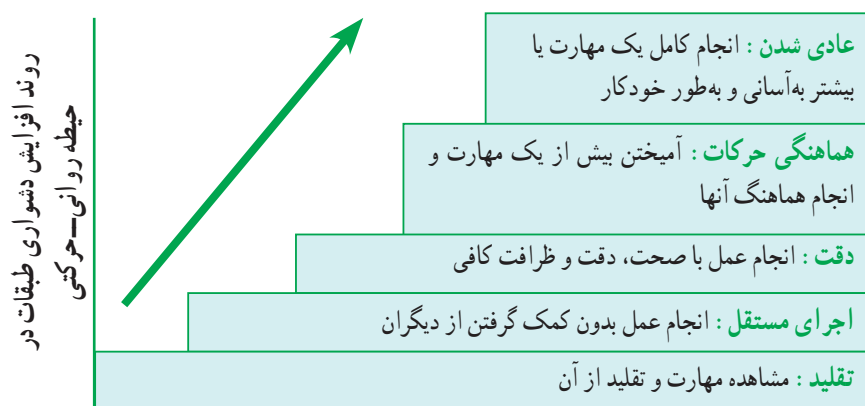 عادی شدن : انجام کامل یک مهارت یا
بیشتر به‌آسانی و به‌طور خودکار
هماهنگی حرکات : آمیختن بیش از یک مهارت و
انجام هماهنگ آنها
دقت : انجام عمل با صحت، دقت و ظرافت کافی
اجرای مستقل : انجام عمل بدون کمک گرفتن از دیگران
تقلید : مشاهده مهارت و تقلید از آن
روند افزایش دشواری طبقات در
حیطه روانی–حرکتی